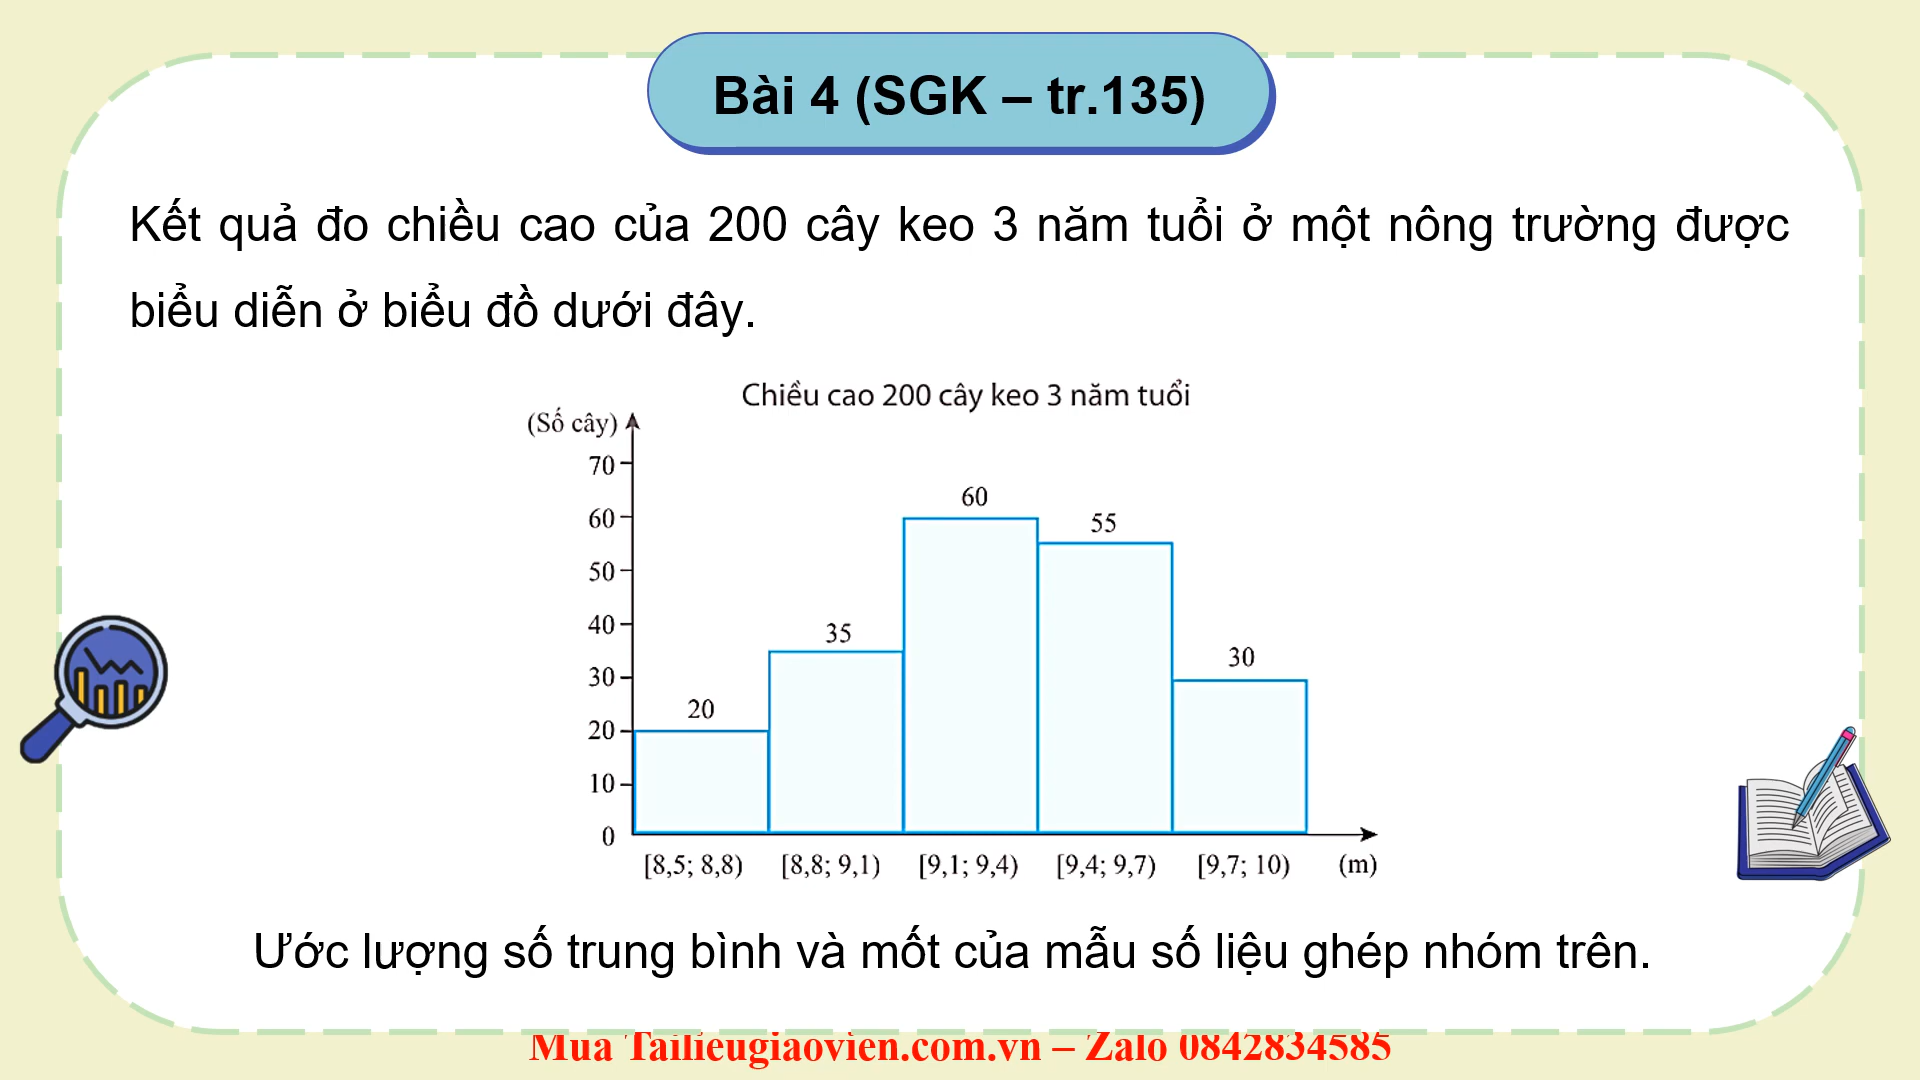 Bài 4 (SGK – tr.135)
Kết quả đo chiều cao của 200 cây keo 3 năm tuổi ở một nông trường được
biểu diễn ở biểu đồ dưới đây.
Chiều cao 200 cây keo 3 năm tuổi
(Số cây)
70
60
50
40
30
20
10
0
20
35
60
55
30
[8,5; 8,8) [8,8; 9,1) [9,1; 9,4) [9,4; 9,7) [9,7; 10) (m)
Ước lượng số trung bình và mốt của mẫu số liệu ghép nhóm trên.
Mua Tailieugiaovien.com.vn – Zalo 0842834585